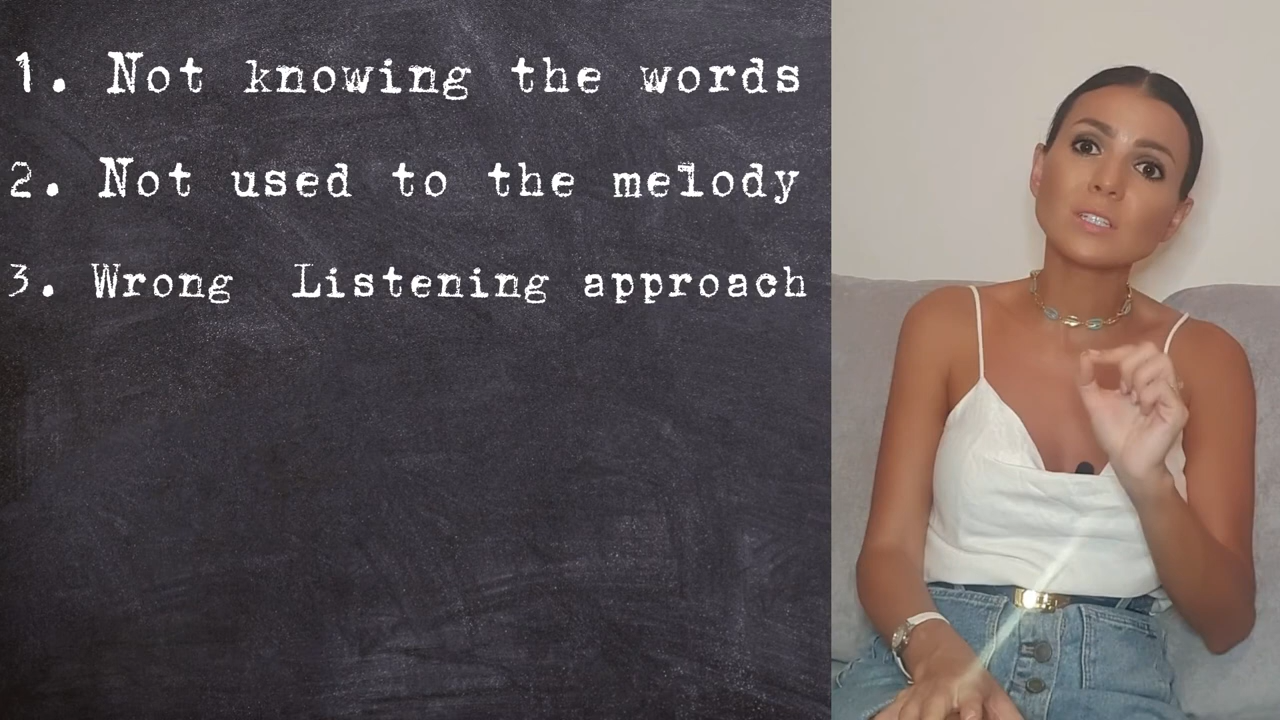 1. Not knowing the words
2. Not used to the melody
3. Wrong Listening approach